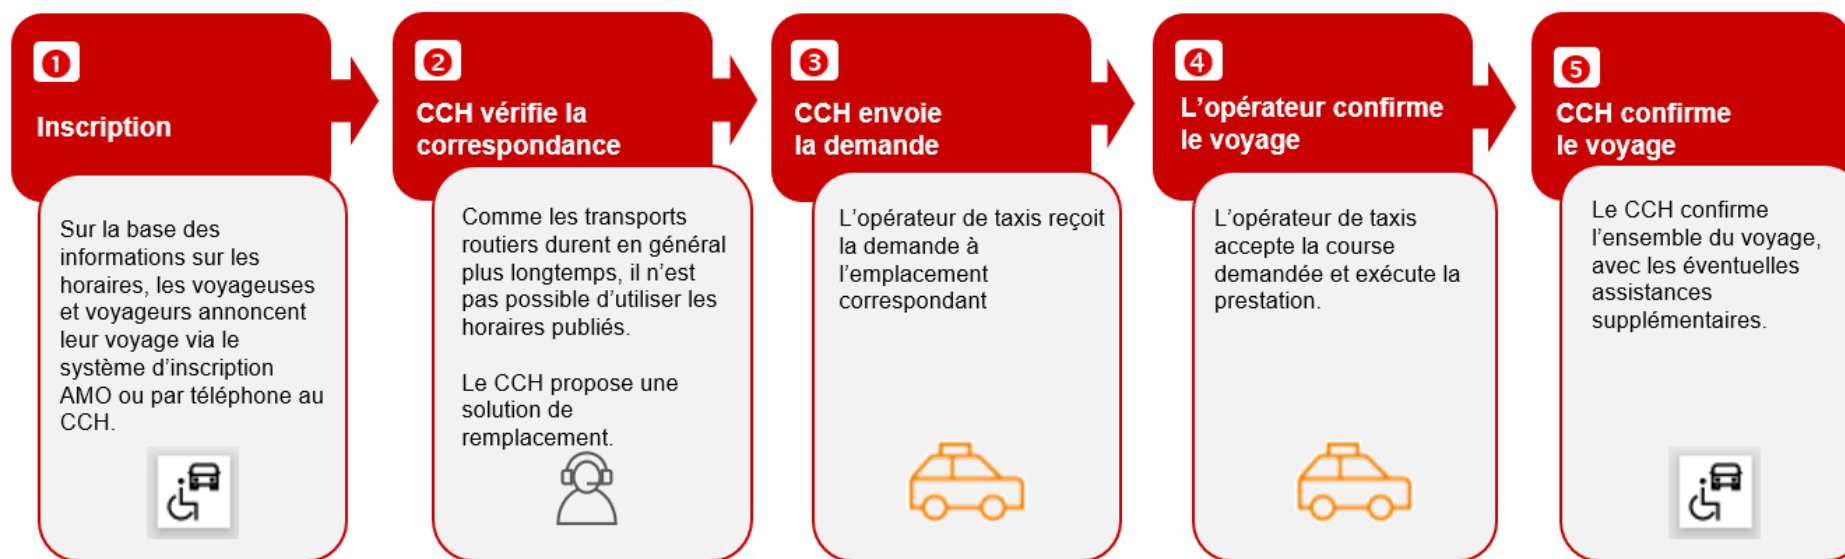 1
Inscription
Sur la base des
informations sur les
horaires, les voyageuses
et voyageurs annoncent
leur voyage via le
système d’inscription
AMO ou par téléphone au
CCH.
2
CCH vérifie la
correspondance
Comme les transports
routiers durent en général
plus longtemps, il n’est
pas possible d’utiliser les
horaires publiés.
Le CCH propose une
solution de
remplacement.
3
CCH envoie
la demande
L’opérateur de taxis reçoit
la demande à
l’emplacement
correspondant
4
L’opérateur confirme
le voyage
L’opérateur de taxis
accepte la course
demandée et exécute la
prestation.
5
CCH confirme
le voyage
Le CCH confirme
l’ensemble du voyage,
avec les éventuelles
assistances
supplémentaires.